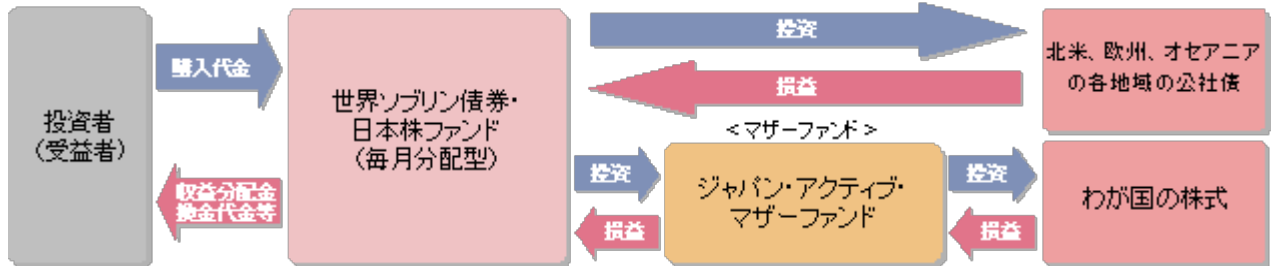 投資者
(受益者)
購入代金
収益分配金
換金代金等
世界ソブリン債券・
日本株ファンド
(毎月分配型)
投資
損益
北米、欧州、オセアニア
の各地域の公社債
投資
損益
<マザーファンド>
ジャパン・アクティブ・
マザーファンド
投資
損益
わが国の株式